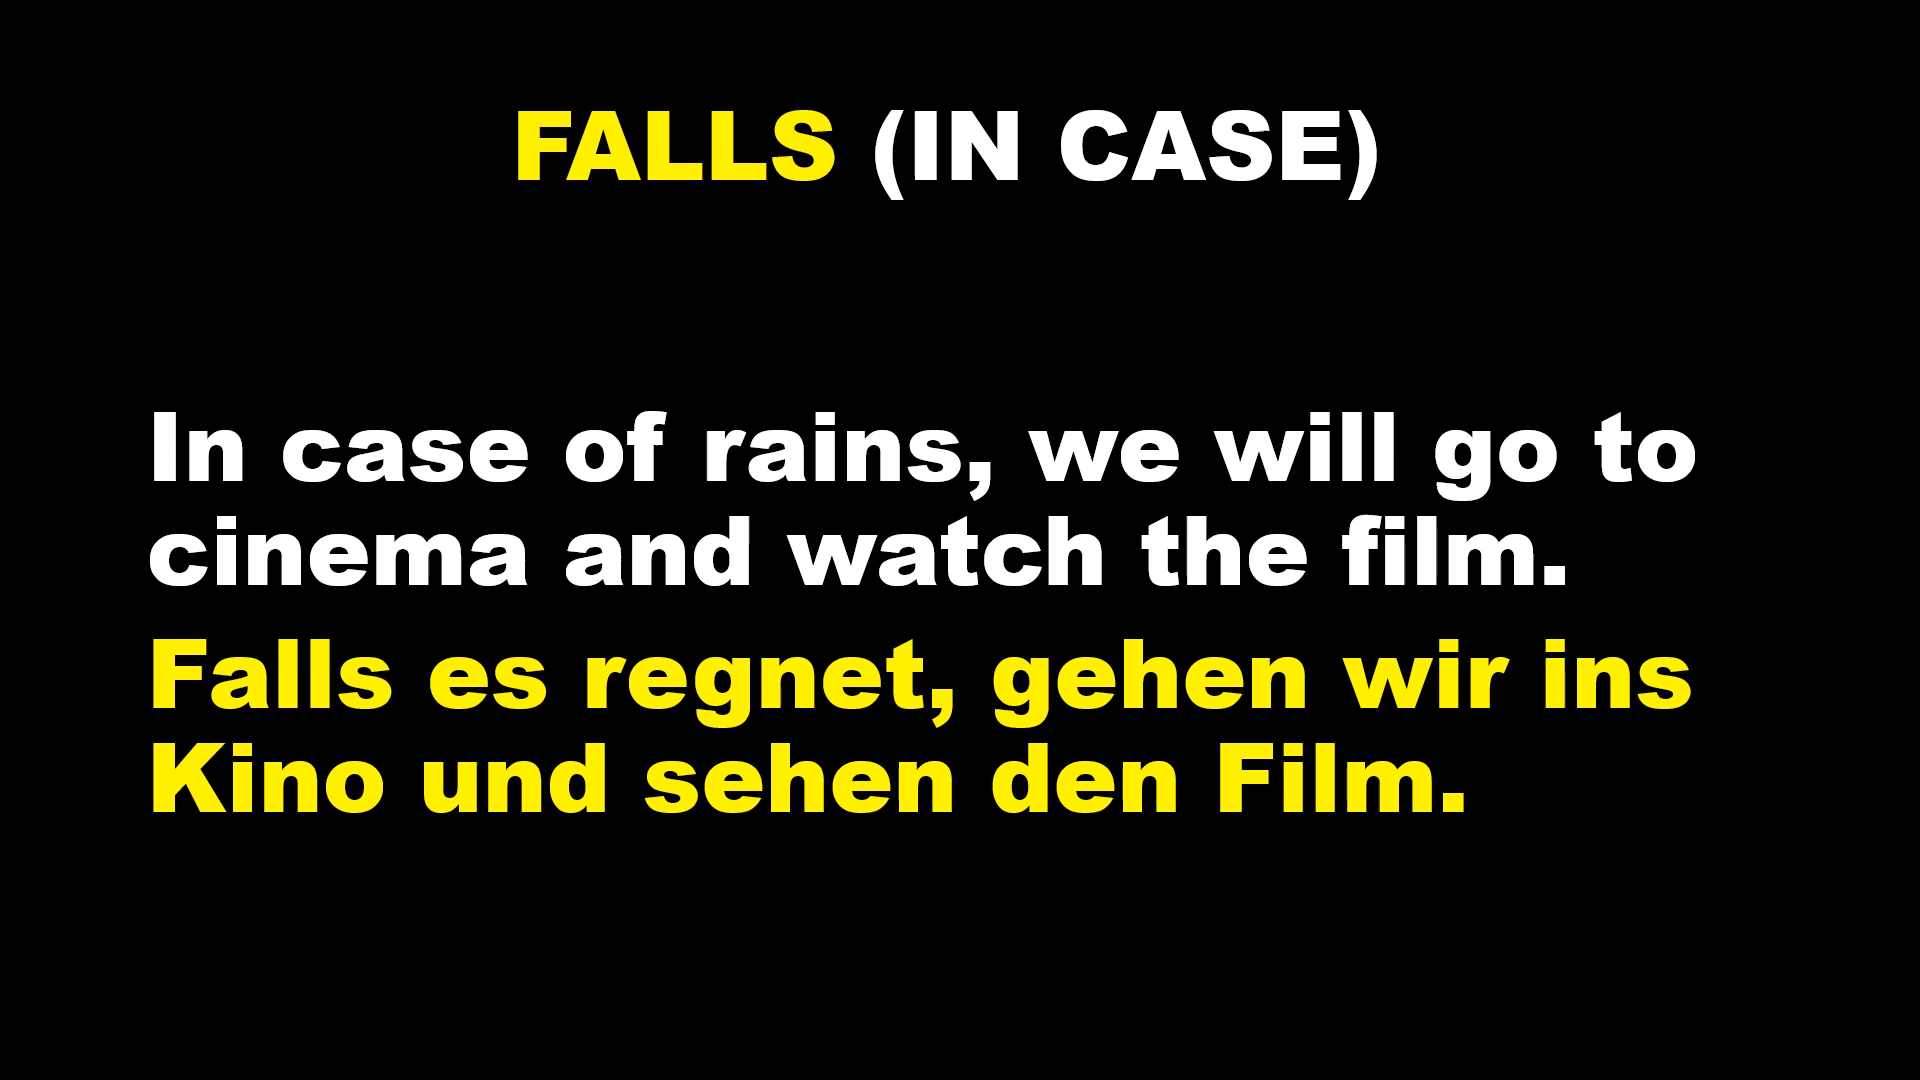 FALLS (IN CASE)
In case of rains, we will go to
cinema and watch the film.
Falls es regnet, gehen wir ins
Kino und sehen den Film.